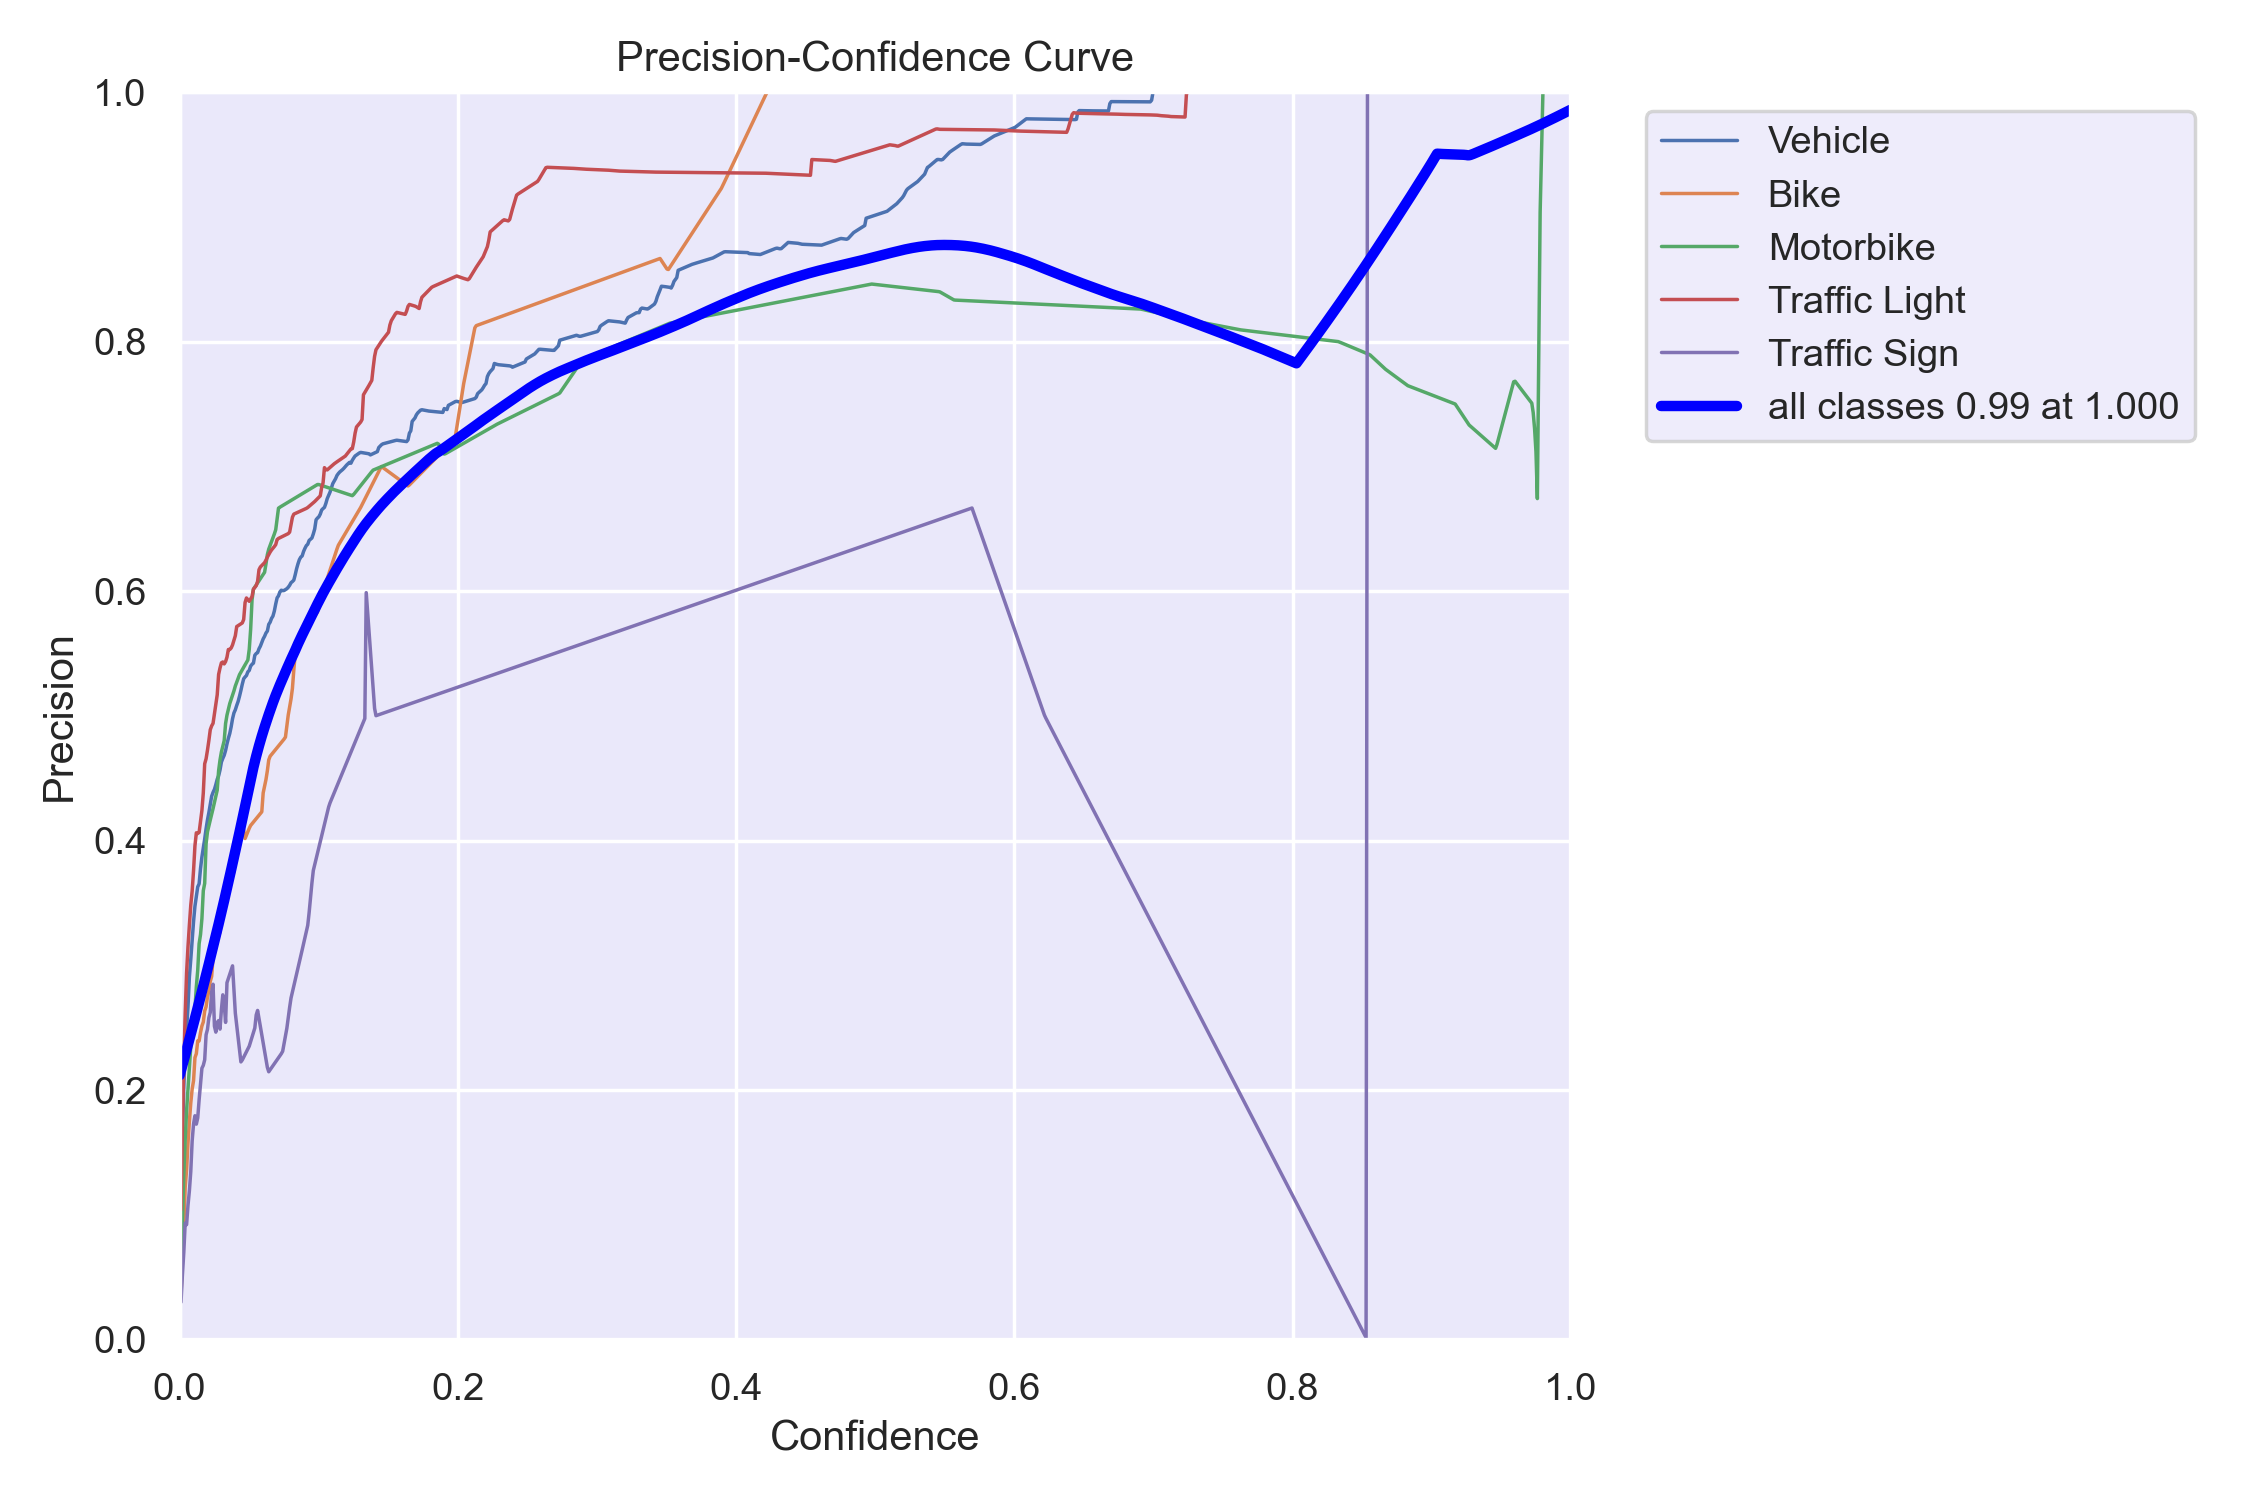 Precision-Confidence Curve
1.0
0.8
0.6
0.4
0.2
0.0
Precision
0.0 0.2 0.4 0.6 0.8 1.0
Confidence
Vehicle
Bike
Motorbike
Traffic Light
Traffic Sign
all classes 0.99 at 1.000